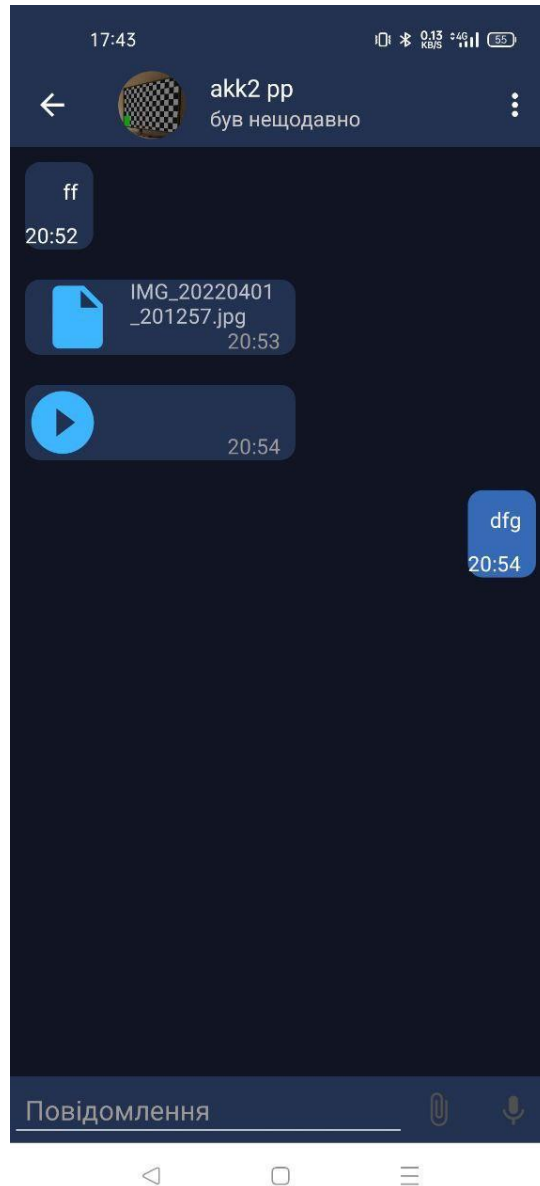 17:43 0.13 KB/S 4G 55
akk2 pp
був нещодавно
ff
20:52
IMG_20220401
_201257.jpg
20:53
20:54
dfg
20:54
Повідомлення